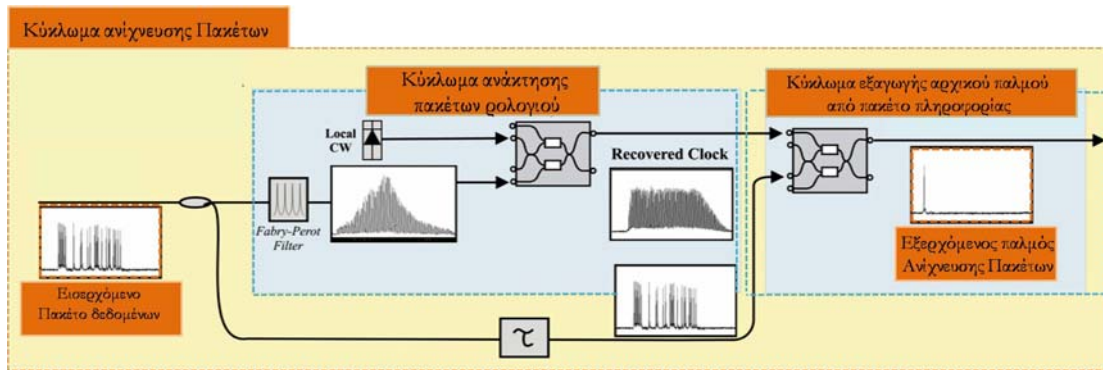 Κύκλωμα ανίχνευσης Πακέτων
Κύκλωμα ανάκτησης
πακέτων ρολογιού
Κύκλωμα εξαγωγής αρχικού παλμού
από πακέτο πληροφορίας
Local
CW
Recovered Clock
Fabry-Perot
Filter
Εξερχόμενος παλμός
Ανίχνευσης Πακέτων
Εισερχόμενο
Πακέτο δεδομένων
τ